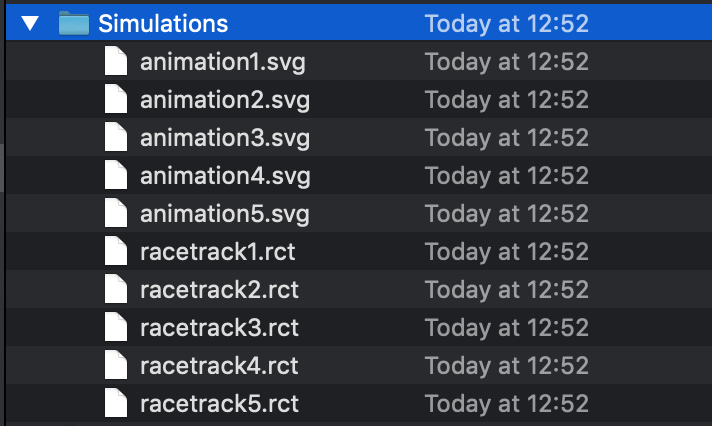 Simulations Today at 12:52
animation1.svg Today at 12:52
animation2.svg Today at 12:52
animation3.svg Today at 12:52
animation4.svg Today at 12:52
animation5.svg Today at 12:52
racetrack1.rct Today at 12:52
racetrack2.rct Today at 12:52
racetrack3.rct Today at 12:52
racetrack4.rct Today at 12:52
racetrack5.rct Today at 12:52